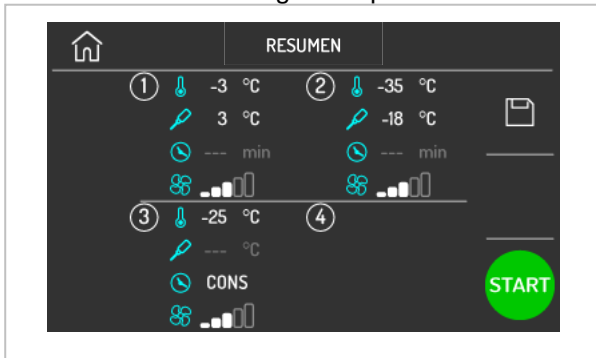 RESUMEN
1 -3 °C
3 °C
--- min
2 -35 °C
-18 °C
--- min
3 -25 °C
--- °C
CONS
4
START